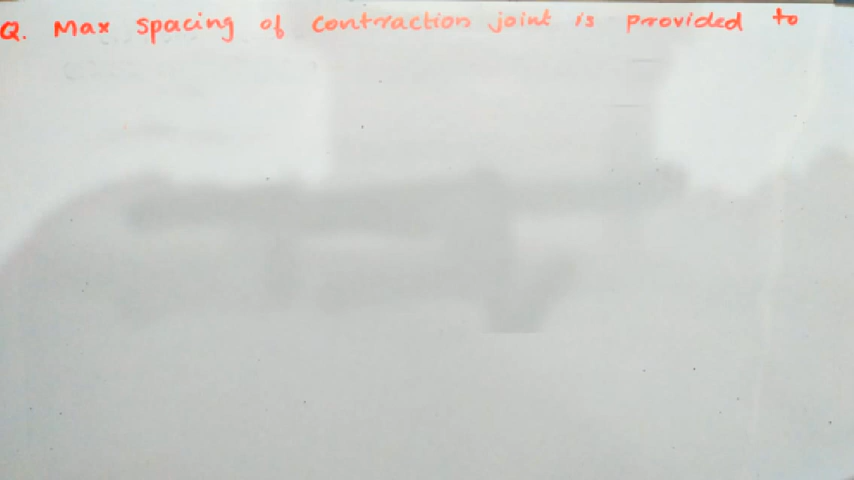 Q. Max spacing of contraction joint is provided to